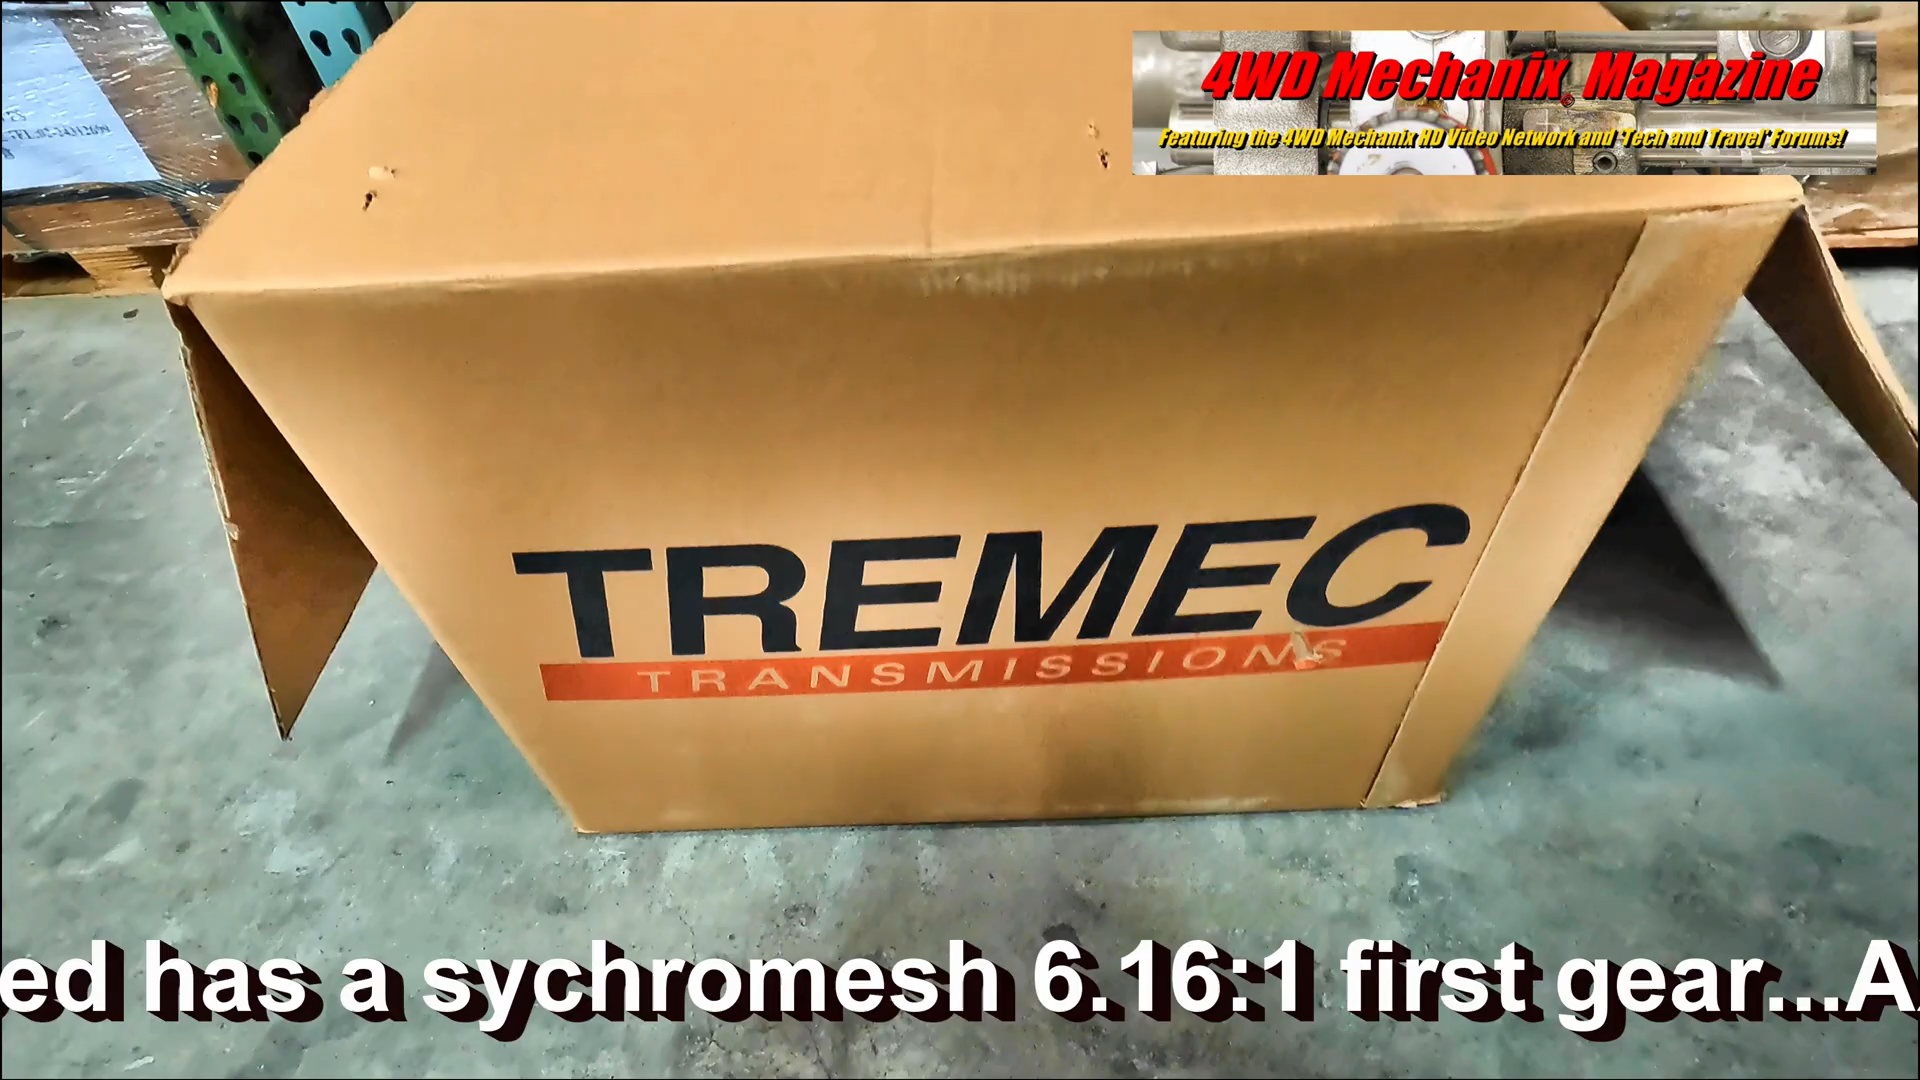 4WD Mechanix Magazine
Featuring the 4WD Mechanix HD Video Network and 'Tech and Travel' Forums!
TREMEC
TRANSMISSIONS
ed has a sychromesh 6.16:1 first gear...A